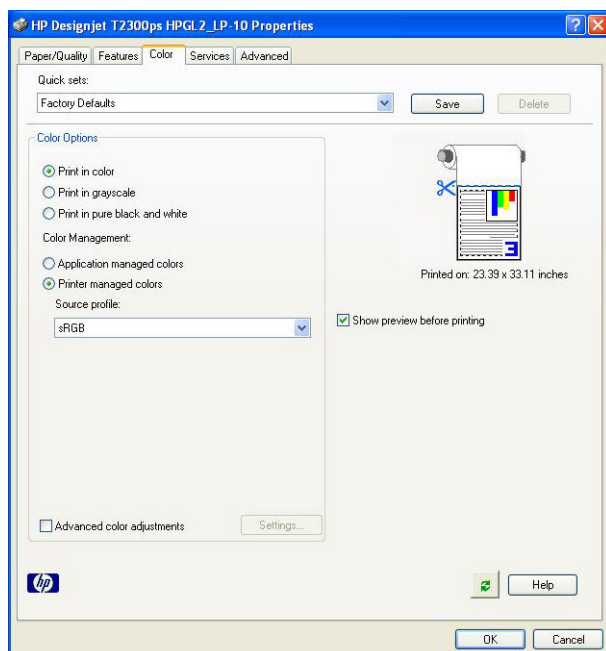 HP Designjet T2300ps HPGL2_LP-10 Properties
Paper/Quality Features Color Services Advanced
Quick sets:
Factory Defaults
Save
Delete
Color Options
Print in color
Print in grayscale
Print in pure black and white
Color Management:
Application managed colors
Printer managed colors
Source profile:
sRGB
3
Printed on: 23.39 x 33.11 inches
Show preview before printing
Advanced color adjustments
Settings...
hp
Help
OK
Cancel